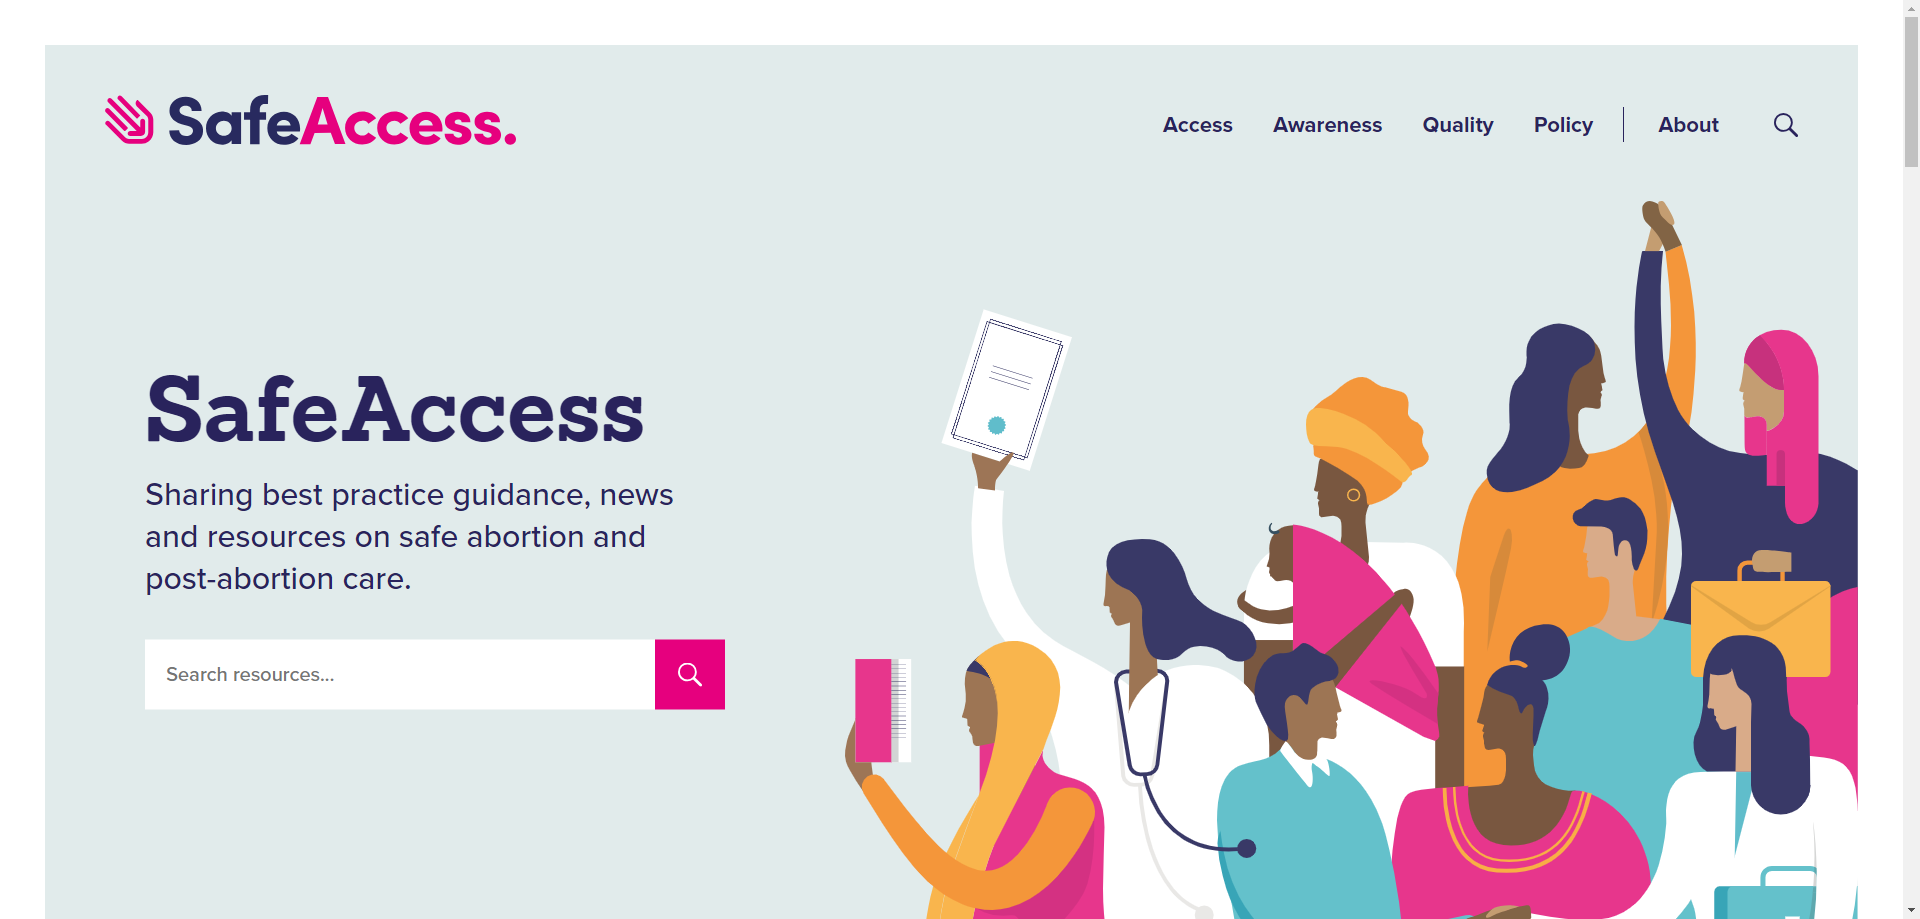 SafeAccess.
Access
Awareness
Quality
Policy
About
SafeAccess
Sharing best practice guidance, news
and resources on safe abortion and
post-abortion care.
Search resources...